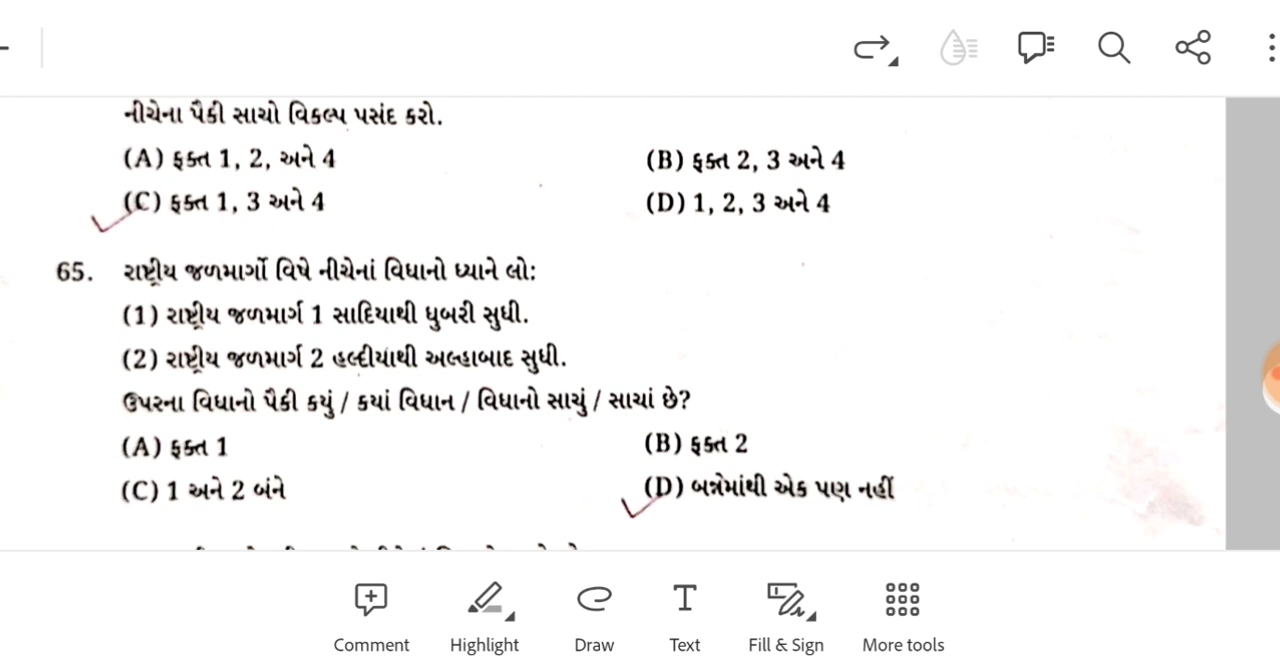 નીચેના પૈકી સાચો વિકલ્પ પસંદ કરો.
(A) ફક્ત 1, 2, અને 4
(B) ફક્ત 2, 3 અને 4
(C) ફક્ત 1, 3 અને 4
(D) 1, 2, 3 અને 4
65. રાષ્ટ્રીય જળમાર્ગો વિષે નીચેનાં વિધાનો ધ્યાને લો:
(1) રાષ્ટ્રીય જળમાર્ગ 1 સાદિયાથી ધુબરી સુધી.
(2) રાષ્ટ્રીય જળમાર્ગ 2 હલ્દીયાથી અલ્હાબાદ સુધી.
ઉપરના વિધાનો પૈકી કયું / કયાં વિધાન / વિધાનો સાચું / સાચાં છે?
(A) ફક્ત 1
(B) ફક્ત 2
(C) 1 અને 2 બંને
(D) બન્નેમાંથી એક પણ નહીં
Comment Highlight Draw Text Fill & Sign More tools